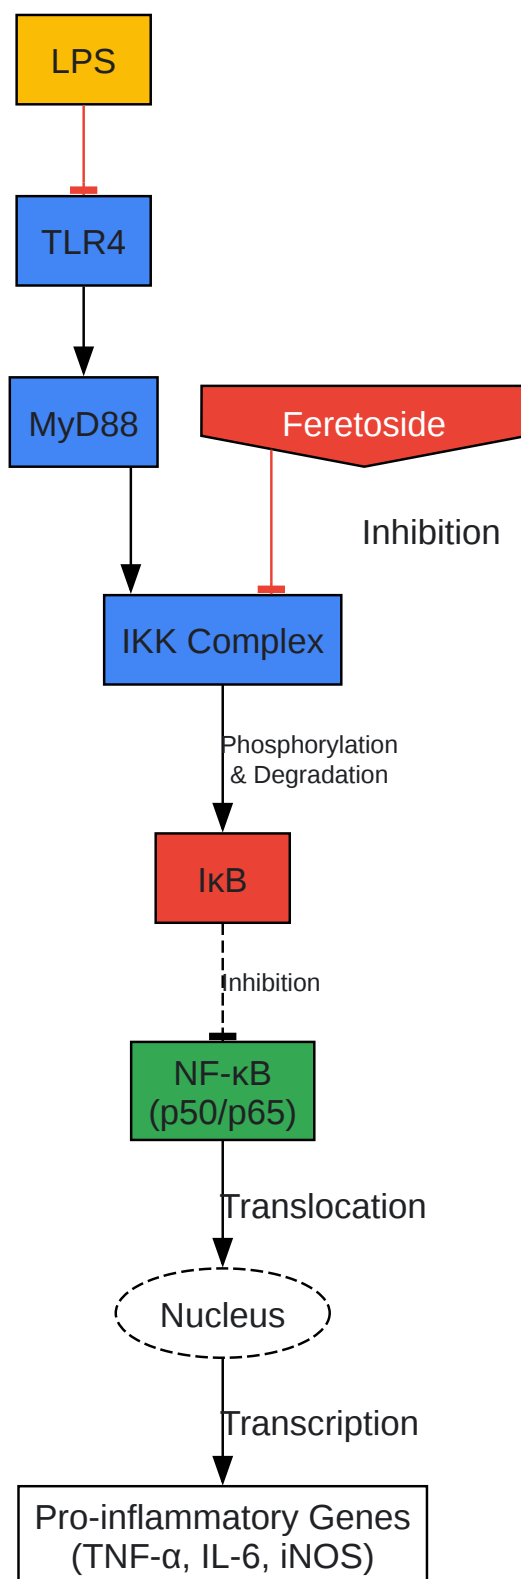 LPS
TLR4
MyD88
Feretoside
Inhibition
IKK Complex
Phosphorylation
& Degradation
IκB
Inhibition
NF-κB
(p50/p65)
Translocation
Nucleus
Transcription
Pro-inflammatory Genes
(TNF-α, IL-6, iNOS)